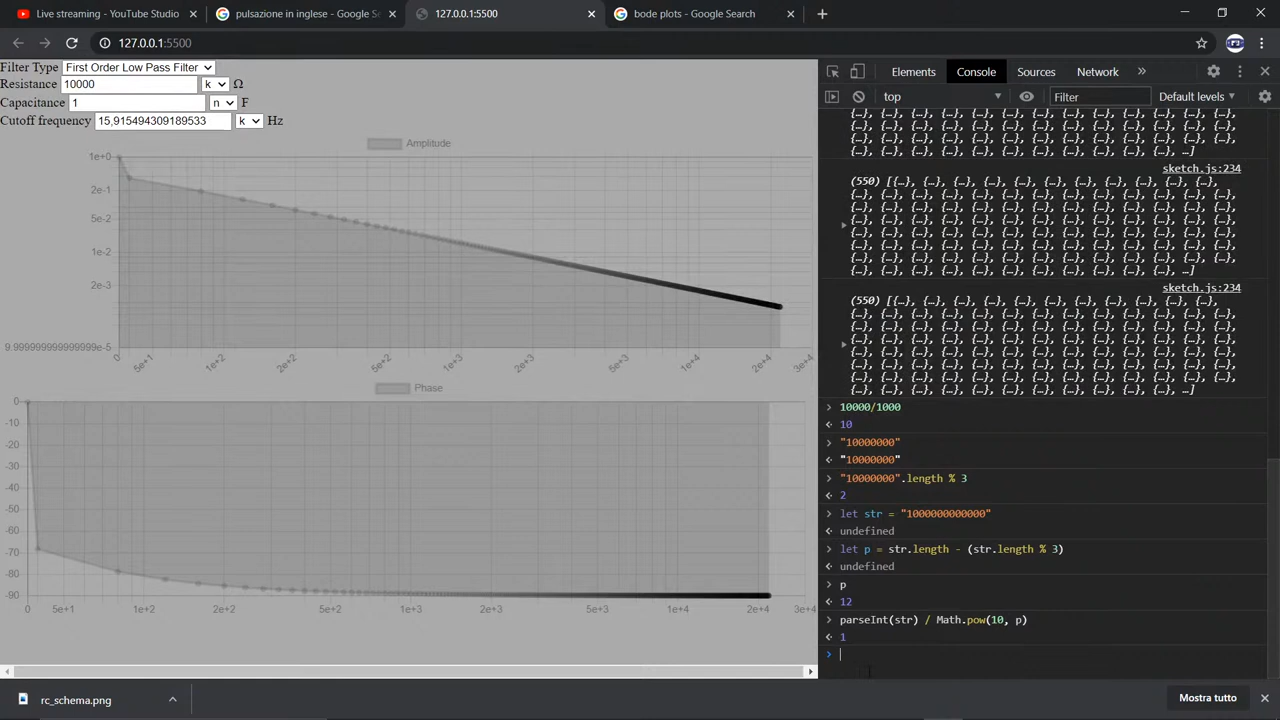 Live streaming - YouTube Studio
pulsazione in inglese - Google Se
127.0.0.1:5500
bode plots - Google Search
127.0.0.1:5500
Filter Type First Order Low Pass Filter
Resistance 10000 k Ω
Capacitance 1 n F
Cutoff frequency 15,915494309189533 k Hz
Amplitude
1e+0
2e-1
5e-2
1e-2
2e-3
9.999999999999999e-5
0 5e+1 1e+2 2e+2 5e+2 1e+3 2e+3 5e+3 1e+4 2e+4 3e+4
Phase
0
-10
-20
-30
-40
-50
-60
-70
-80
-90
0 5e+1 1e+2 2e+2 5e+2 1e+3 2e+3 5e+3 1e+4 2e+4 3e+4
Elements Console Sources Network »
top Filter Default levels
{…}, {…}, {…}, {…}, {…}, {…}, {…}, {…}, {…}, {…}, {…}, {…}, {…},
{…}, {…}, {…}, {…}, {…}, {…}, {…}, {…}, {…}, {…}, {…}, {…}, {…},
{…}, {…}, {…}, {…}, {…}, {…}, {…}, {…}, {…}, {…}, {…}, …]
sketch.js:234
(550) [{…}, {…}, {…}, {…}, {…}, {…}, {…}, {…}, {…}, {…}, {…},
{…}, {…}, {…}, {…}, {…}, {…}, {…}, {…}, {…}, {…}, {…}, {…}, {…},
{…}, {…}, {…}, {…}, {…}, {…}, {…}, {…}, {…}, {…}, {…}, {…}, {…},
{…}, {…}, {…}, {…}, {…}, {…}, {…}, {…}, {…}, {…}, {…}, {…}, {…},
{…}, {…}, {…}, {…}, {…}, {…}, {…}, {…}, {…}, {…}, {…}, {…}, {…},
{…}, {…}, {…}, {…}, {…}, {…}, {…}, {…}, {…}, {…}, {…}, {…}, {…},
{…}, {…}, {…}, {…}, {…}, {…}, {…}, {…}, {…}, {…}, {…}, {…}, {…},
{…}, {…}, {…}, {…}, {…}, {…}, {…}, {…}, {…}, {…}, {…}, …]
sketch.js:234
(550) [{…}, {…}, {…}, {…}, {…}, {…}, {…}, {…}, {…}, {…}, {…},
{…}, {…}, {…}, {…}, {…}, {…}, {…}, {…}, {…}, {…}, {…}, {…}, {…},
{…}, {…}, {…}, {…}, {…}, {…}, {…}, {…}, {…}, {…}, {…}, {…}, {…},
{…}, {…}, {…}, {…}, {…}, {…}, {…}, {…}, {…}, {…}, {…}, {…}, {…},
{…}, {…}, {…}, {…}, {…}, {…}, {…}, {…}, {…}, {…}, {…}, {…}, {…},
{…}, {…}, {…}, {…}, {…}, {…}, {…}, {…}, {…}, {…}, {…}, {…}, {…},
{…}, {…}, {…}, {…}, {…}, {…}, {…}, {…}, {…}, {…}, {…}, {…}, {…},
{…}, {…}, {…}, {…}, {…}, {…}, {…}, {…}, {…}, {…}, {…}, …]
10000/1000
10
"10000000"
"10000000"
"10000000".length % 3
2
let str = "1000000000000"
undefined
let p = str.length - (str.length % 3)
undefined
p
12
parseInt(str) / Math.pow(10, p)
1
rc_schema.png
Mostra tutto